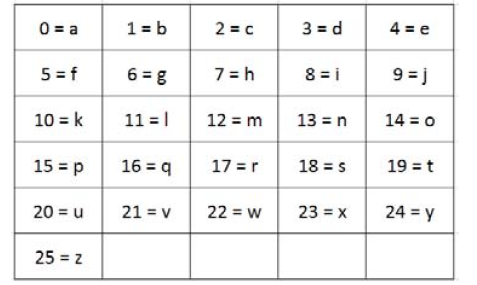 0 = a 1 = b 2 = c 3 = d 4 = e
5 = f 6 = g 7 = h 8 = i 9 = j
10 = k 11 = l 12 = m 13 = n 14 = o
15 = p 16 = q 17 = r 18 = s 19 = t
20 = u 21 = v 22 = w 23 = x 24 = y
25 = z